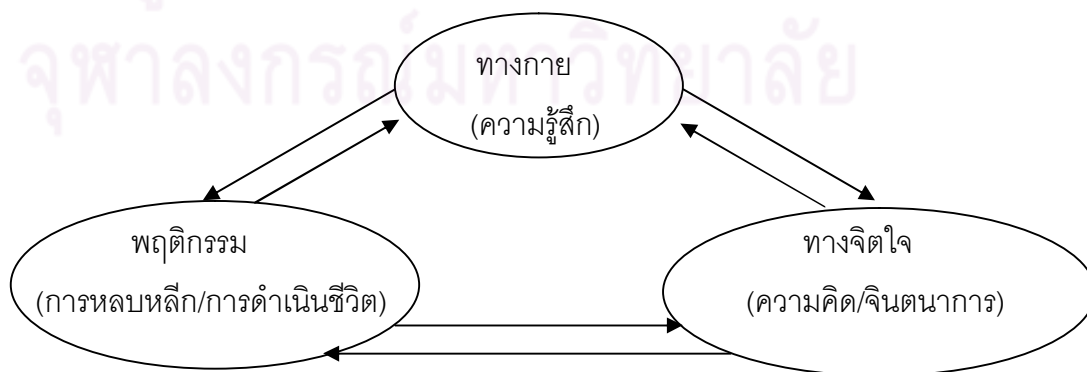 จุฬาลงกรณ์มหาวิทยาลัย
ทางกาย
(ความรู้สึก)
พฤติกรรม
(การหลบหลีก/การดำเนินชีวิต)
ทางจิตใจ
(ความคิด/จินตนาการ)